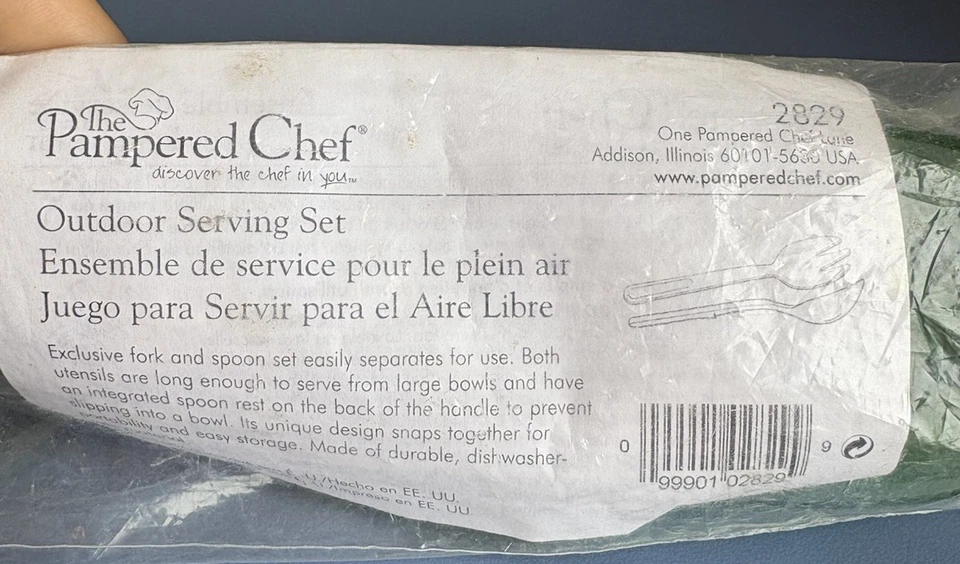 The
Pampered Chef®
discover the chef in you™
2829
One Pampered Chef Lane
Addison, Illinois 60101-5630 USA
www.pamperedchef.com
Outdoor Serving Set
Ensemble de service pour le plein air
Juego para Servir para el Aire Libre
Exclusive fork and spoon set easily separates for use. Both
utensils are long enough to serve from large bowls and have
an integrated spoon rest on the back of the handle to prevent
slipping into a bowl. Its unique design snaps together for
portability and easy storage. Made of durable, dishwasher-
/Hecho en EE. UU.
/Impreso en EE. UU.
0 99901 02829 9